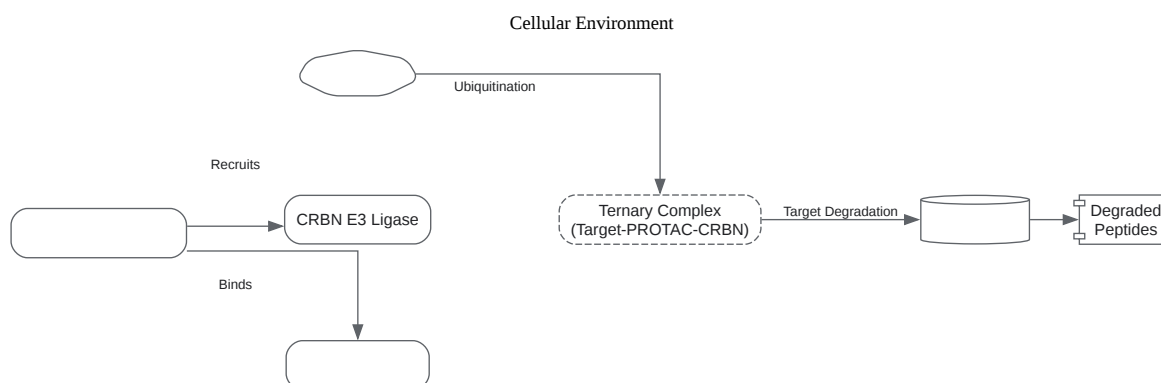 Cellular Environment
Ubiquitination
Recruits
CRBN E3 Ligase
Ternary Complex
(Target-PROTAC-CRBN)
Target Degradation
Degraded
Peptides
Binds